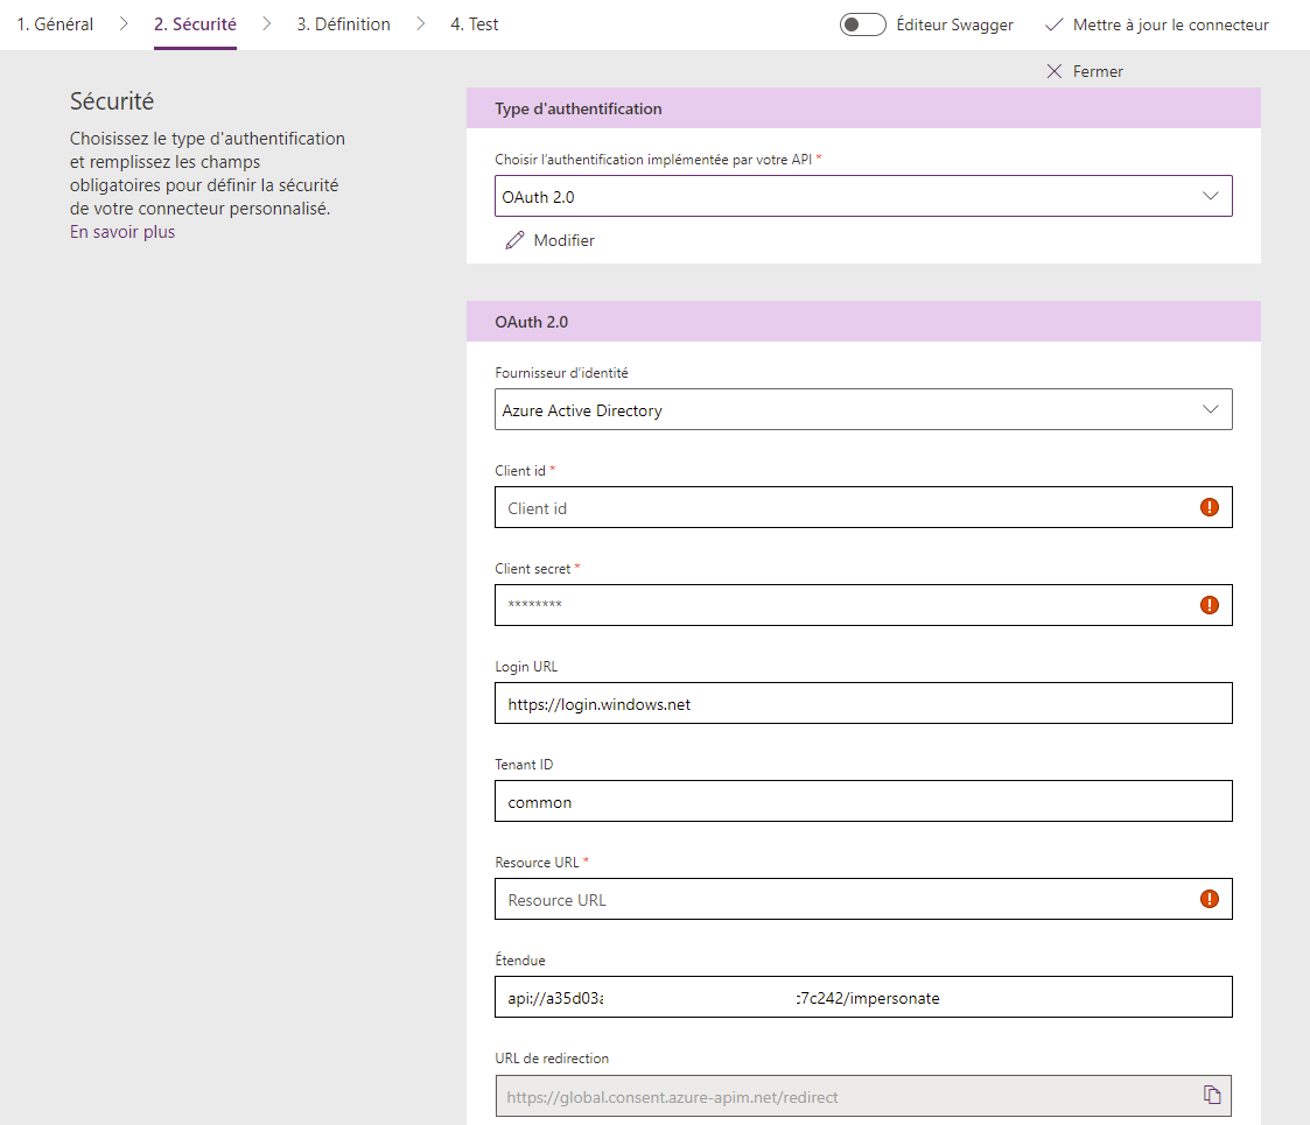 1. Général
2. Sécurité
3. Définition
4. Test
Éditeur Swagger
Mettre à jour le connecteur
Fermer
Sécurité
Choisissez le type d'authentification
et remplissez les champs
obligatoires pour définir la sécurité
de votre connecteur personnalisé.
En savoir plus
Type d'authentification
Choisir l'authentification implémentée par votre API *
OAuth 2.0
Modifier
OAuth 2.0
Fournisseur d'identité
Azure Active Directory
Client id *
Client id
Client secret *
********
Login URL
https://login.windows.net
Tenant ID
common
Resource URL *
Resource URL
Étendue
api://a35d03a c7c242/impersonate
URL de redirection
https://global.consent.azure-apim.net/redirect